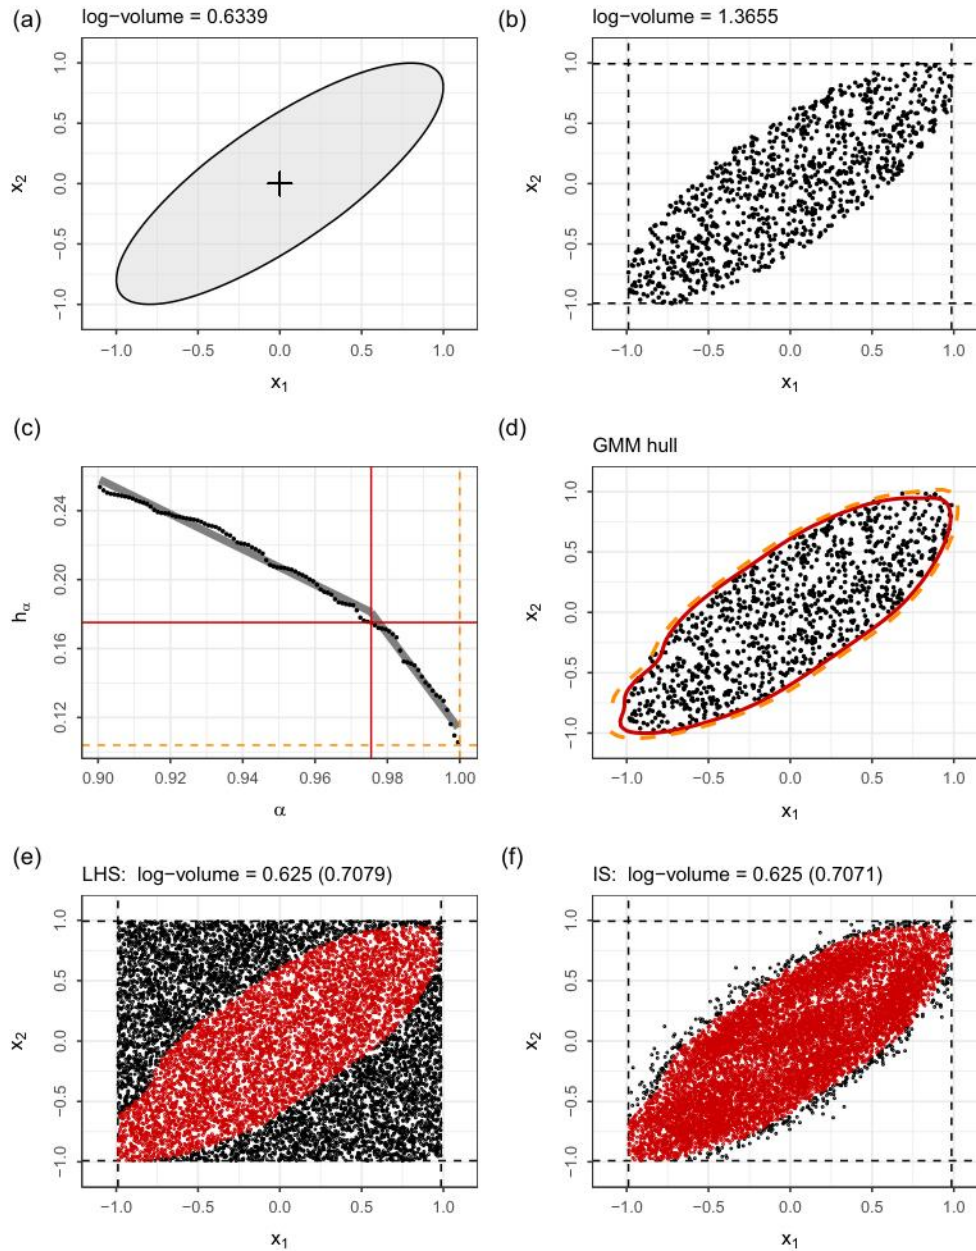 (a)
log−volume = 0.6339
x2
1.0
0.5
0.0
−0.5
−1.0
−1.0 −0.5 0.0 0.5 1.0
x1
(b)
log−volume = 1.3655
x2
1.0
0.5
0.0
−0.5
−1.0
−1.0 −0.5 0.0 0.5 1.0
x1
(c)
hα
0.24
0.20
0.16
0.12
0.90 0.92 0.94 0.96 0.98 1.00
α
(d)
GMM hull
x2
1.0
0.5
0.0
−0.5
−1.0
−1.0 −0.5 0.0 0.5 1.0
x1
(e)
LHS: log−volume = 0.625 (0.7079)
x2
1.0
0.5
0.0
−0.5
−1.0
−1.0 −0.5 0.0 0.5 1.0
x1
(f)
IS: log−volume = 0.625 (0.7071)
x2
1.0
0.5
0.0
−0.5
−1.0
−1.0 −0.5 0.0 0.5 1.0
x1